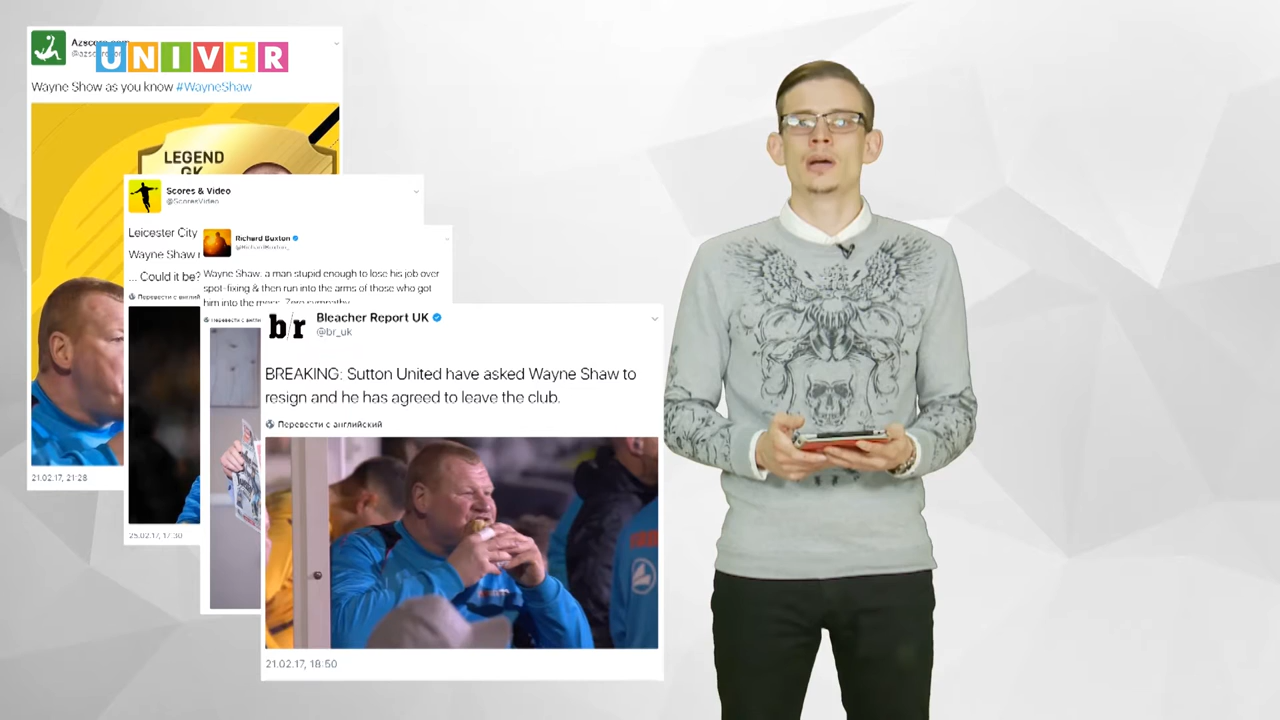 UNIVER
Azscore.com
Wayne Show as you know #WayneShaw
LEGEND
GK
21.02.17, 21:28
Scores & Video
@ScoresVideo
Leicester City
Wayne Shaw
... Could it be?
Перевести с англий
25.02.17, 17:30
Richard Buxton
Wayne Shaw, a man stupid enough to lose his job over
spot-fixing & then run into the arms of those who got
him into the mess. Zero sympathy.
Bleacher Report UK
@br_uk
b/r
BREAKING: Sutton United have asked Wayne Shaw to
resign and he has agreed to leave the club.
Перевести с английский
21.02.17, 18:50